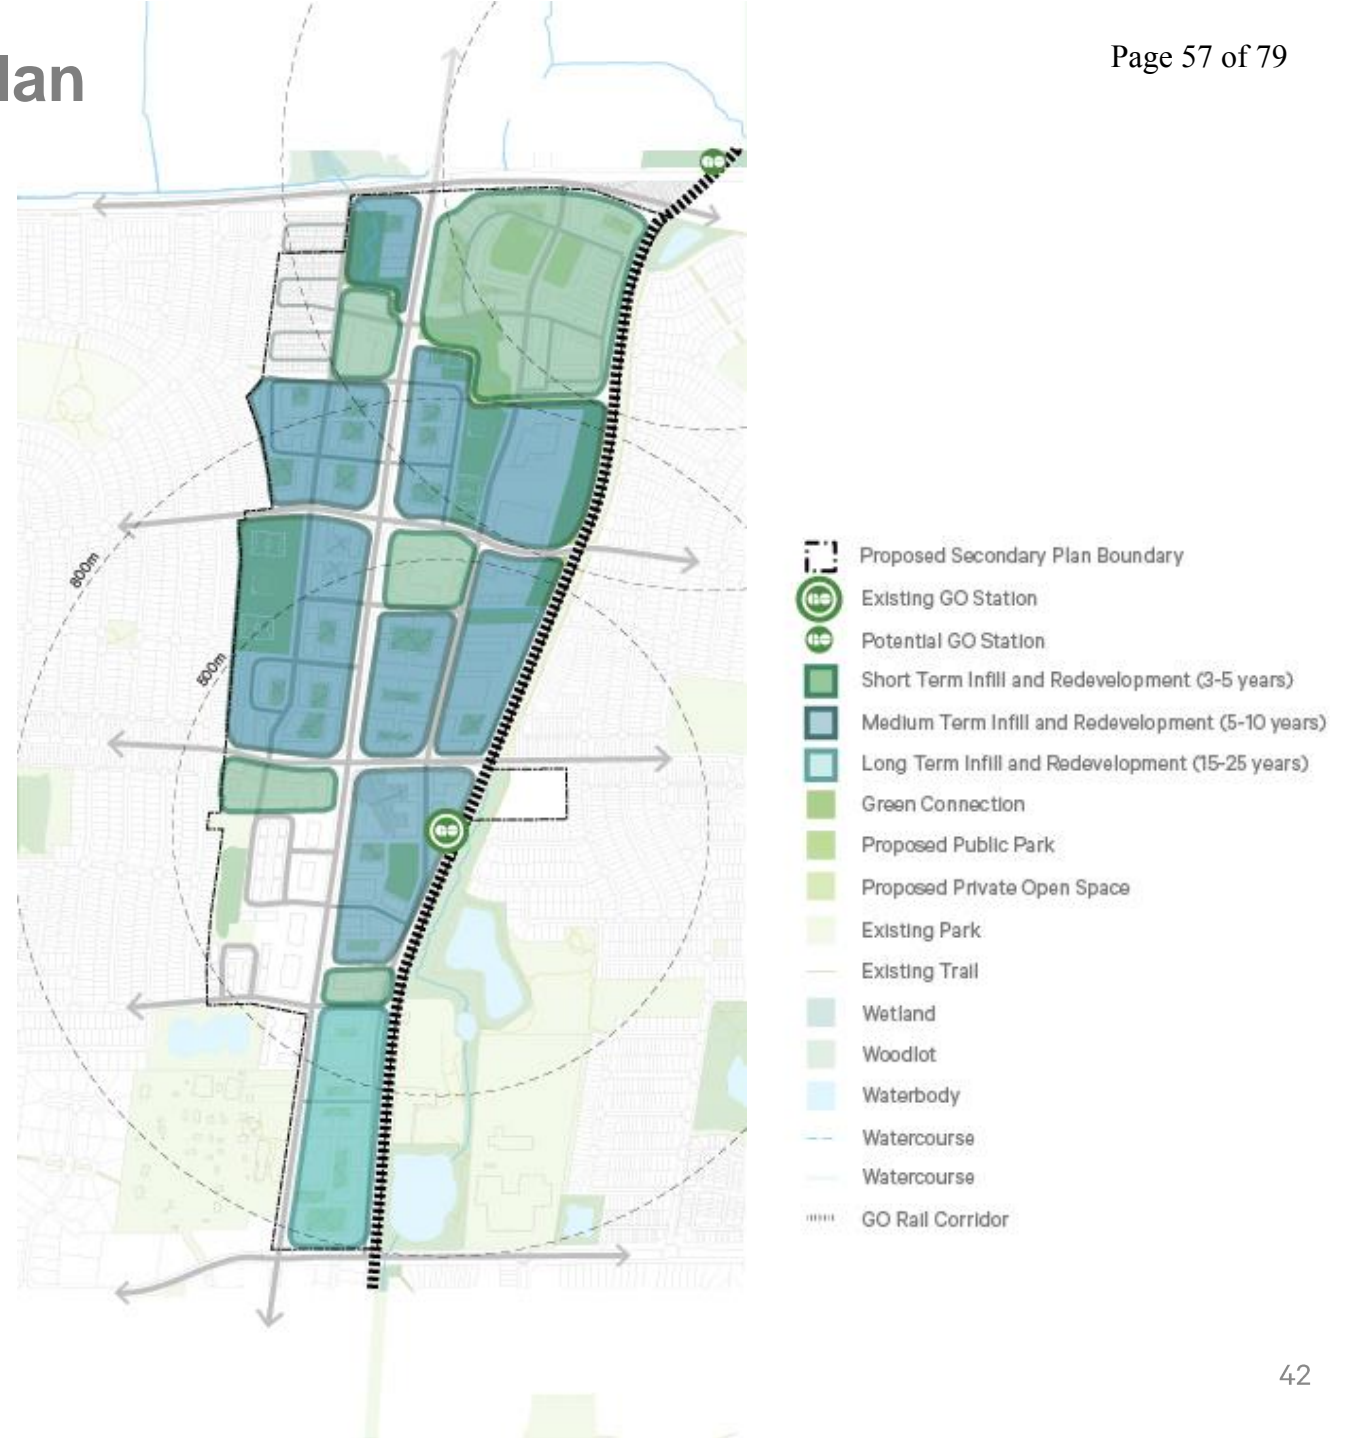 lan
Page 57 of 79
800m
500m
Proposed Secondary Plan Boundary
Existing GO Station
Potential GO Station
Short Term Infill and Redevelopment (3-5 years)
Medium Term Infill and Redevelopment (5-10 years)
Long Term Infill and Redevelopment (15-25 years)
Green Connection
Proposed Public Park
Proposed Private Open Space
Existing Park
Existing Trail
Wetland
Woodlot
Waterbody
Watercourse
Watercourse
GO Rail Corridor
42